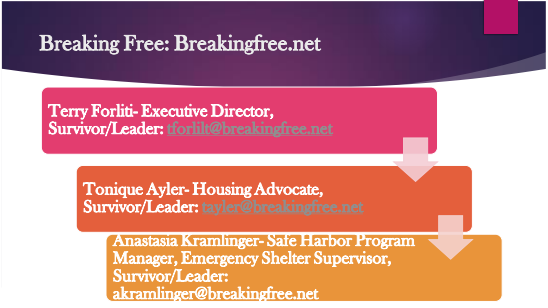 Breaking Free: Breakingfree.net
Terry Forliti- Executive Director,
Survivor/Leader: tforlilt@breakingfree.net
Tonique Ayler- Housing Advocate,
Survivor/Leader: tayler@breakingfree.net
Anastasia Kramlinger- Safe Harbor Program
Manager, Emergency Shelter Supervisor,
Survivor/Leader:
akramlinger@breakingfree.net